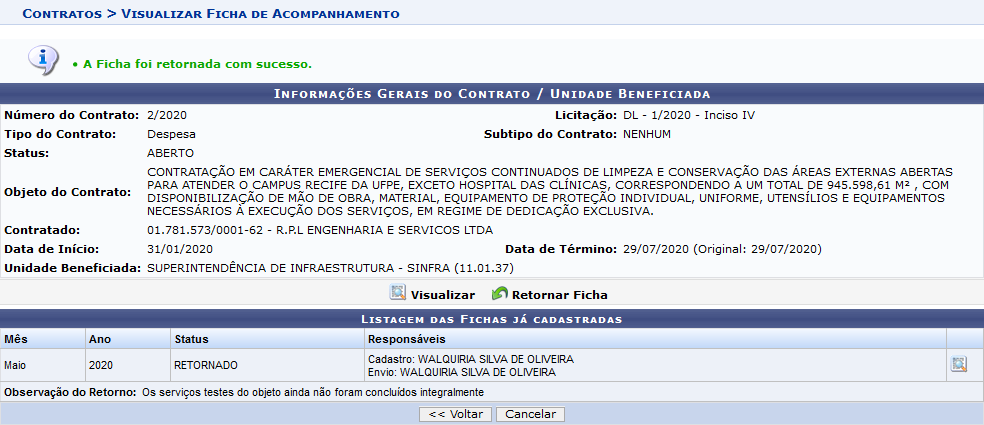 Contratos > Visualizar Ficha de Acompanhamento
• A Ficha foi retornada com sucesso.
Informações Gerais do Contrato / Unidade Beneficiada
Número do Contrato: 2/2020 Licitação: DL - 1/2020 - Inciso IV
Tipo do Contrato: Despesa Subtipo do Contrato: NENHUM
Status: ABERTO
Objeto do Contrato: CONTRATAÇÃO EM CARÁTER EMERGENCIAL DE SERVIÇOS CONTINUADOS DE LIMPEZA E CONSERVAÇÃO DAS ÁREAS EXTERNAS ABERTAS
PARA ATENDER O CAMPUS RECIFE DA UFPE, EXCETO HOSPITAL DAS CLÍNICAS, CORRESPONDENDO A UM TOTAL DE 945.598,61 M² , COM
DISPONIBILIZAÇÃO DE MÃO DE OBRA, MATERIAL, EQUIPAMENTO DE PROTEÇÃO INDIVIDUAL, UNIFORME, UTENSÍLIOS E EQUIPAMENTOS
NECESSÁRIOS À EXECUÇÃO DOS SERVIÇOS, EM REGIME DE DEDICAÇÃO EXCLUSIVA.
Contratado: 01.781.573/0001-62 - R.P.L ENGENHARIA E SERVICOS LTDA
Data de Início: 31/01/2020 Data de Término: 29/07/2020 (Original: 29/07/2020)
Unidade Beneficiada: SUPERINTENDÊNCIA DE INFRAESTRUTURA - SINFRA (11.01.37)
Visualizar Retornar Ficha
Listagem das Fichas já cadastradas
Mês Ano Status Responsáveis
Maio 2020 RETORNADO Cadastro: WALQUIRIA SILVA DE OLIVEIRA
Envio: WALQUIRIA SILVA DE OLIVEIRA
Observação do Retorno: Os serviços testes do objeto ainda não foram concluídos integralmente
<< Voltar Cancelar